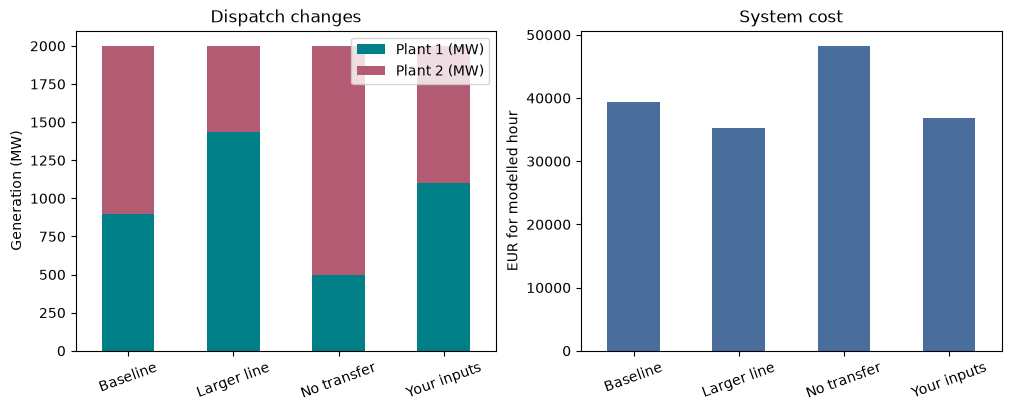 Dispatch changes
Generation (MW)
2000
1750
1500
1250
1000
750
500
250
0
Plant 1 (MW)
Plant 2 (MW)
Baseline
Larger line
No transfer
Your inputs
System cost
EUR for modelled hour
50000
40000
30000
20000
10000
0
Baseline
Larger line
No transfer
Your inputs